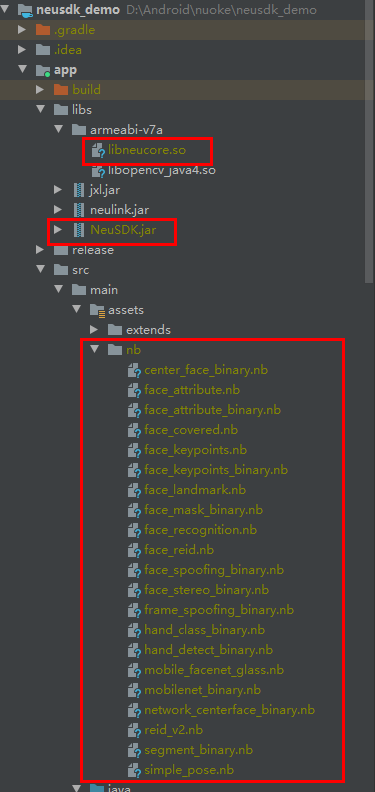 neusdk_demo D:\Android\nuoke\neusdk_demo
.gradle
.idea
app
build
libs
armeabi-v7a
libneucore.so
libopencv_java4.so
jxl.jar
neulink.jar
NeuSDK.jar
release
src
main
assets
extends
nb
center_face_binary.nb
face_attribute.nb
face_attribute_binary.nb
face_covered.nb
face_keypoints.nb
face_keypoints_binary.nb
face_landmark.nb
face_mask_binary.nb
face_recognition.nb
face_reid.nb
face_spoofing_binary.nb
face_stereo_binary.nb
frame_spoofing_binary.nb
hand_class_binary.nb
hand_detect_binary.nb
mobile_facenet_glass.nb
mobilenet_binary.nb
network_centerface_binary.nb
reid_v2.nb
segment_binary.nb
simple_pose.nb
java